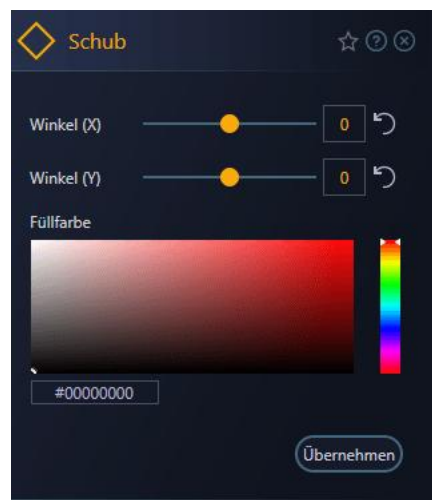 Schub
Winkel (X) 0
Winkel (Y) 0
Füllfarbe
#00000000
Übernehmen